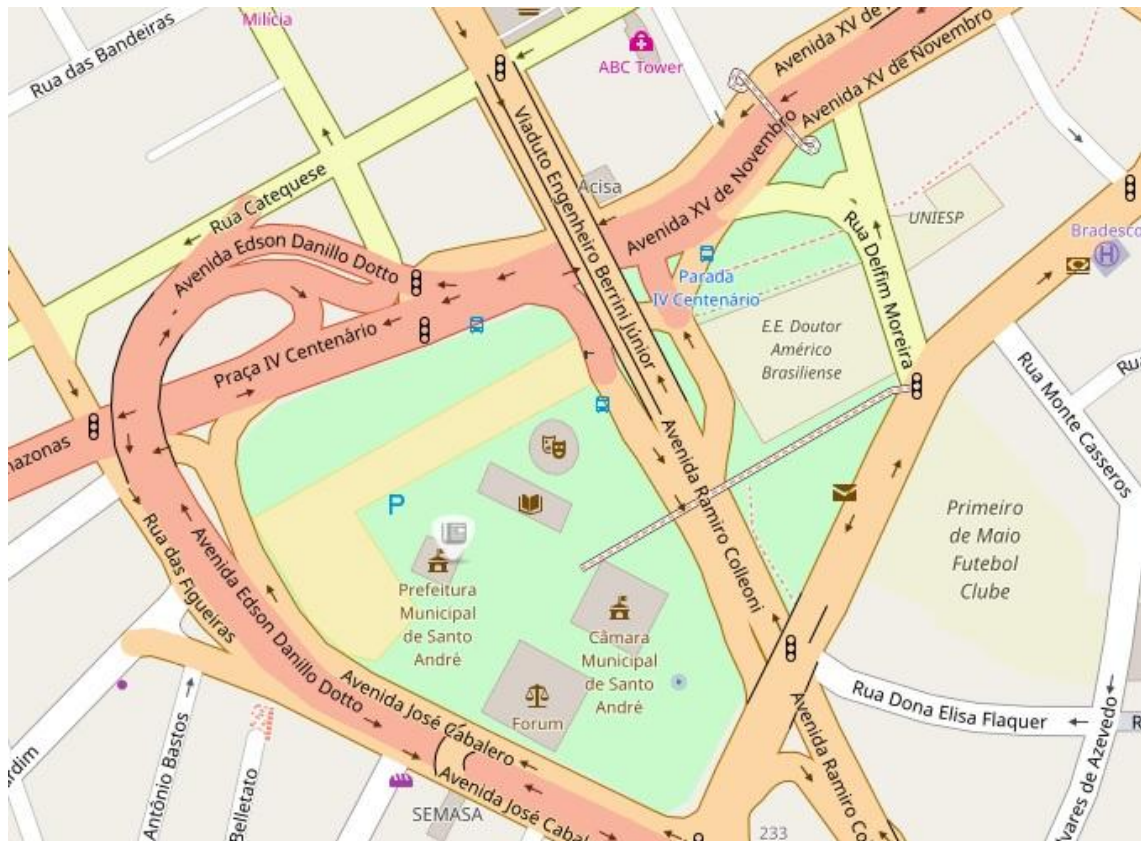 Milícia
Rua das Bandeiras
ABC Tower
Avenida XV de
Avenida XV de Novembro
Viaduto Engenheiro Berrini Júnior
Acisa
Rua Catequese
Avenida XV de Novembro
UNIESP
Bradesco
H
Avenida Edson Danillo Dotto
Rua Delfim Moreira
Parada
IV Centenário
E.E. Doutor
Américo
Brasiliense
Praça IV Centenário
Rua Monte Casseros
mazonas
P
Avenida Ramiro Colleoni
Primeiro
de Maio
Futebol
Clube
Rua das Figueiras
Avenida Edson Danillo Dotto
Prefeitura
Municipal
de Santo
André
Câmara
Municipal
de Santo
André
Forum
Avenida José Cabalero
Rua Dona Elisa Flaquer
R
Avenida Ramiro Co
lvares de Azevedo
Antônio Bastos
Belletato
rdim
Avenida José Cabal
SEMASA
233